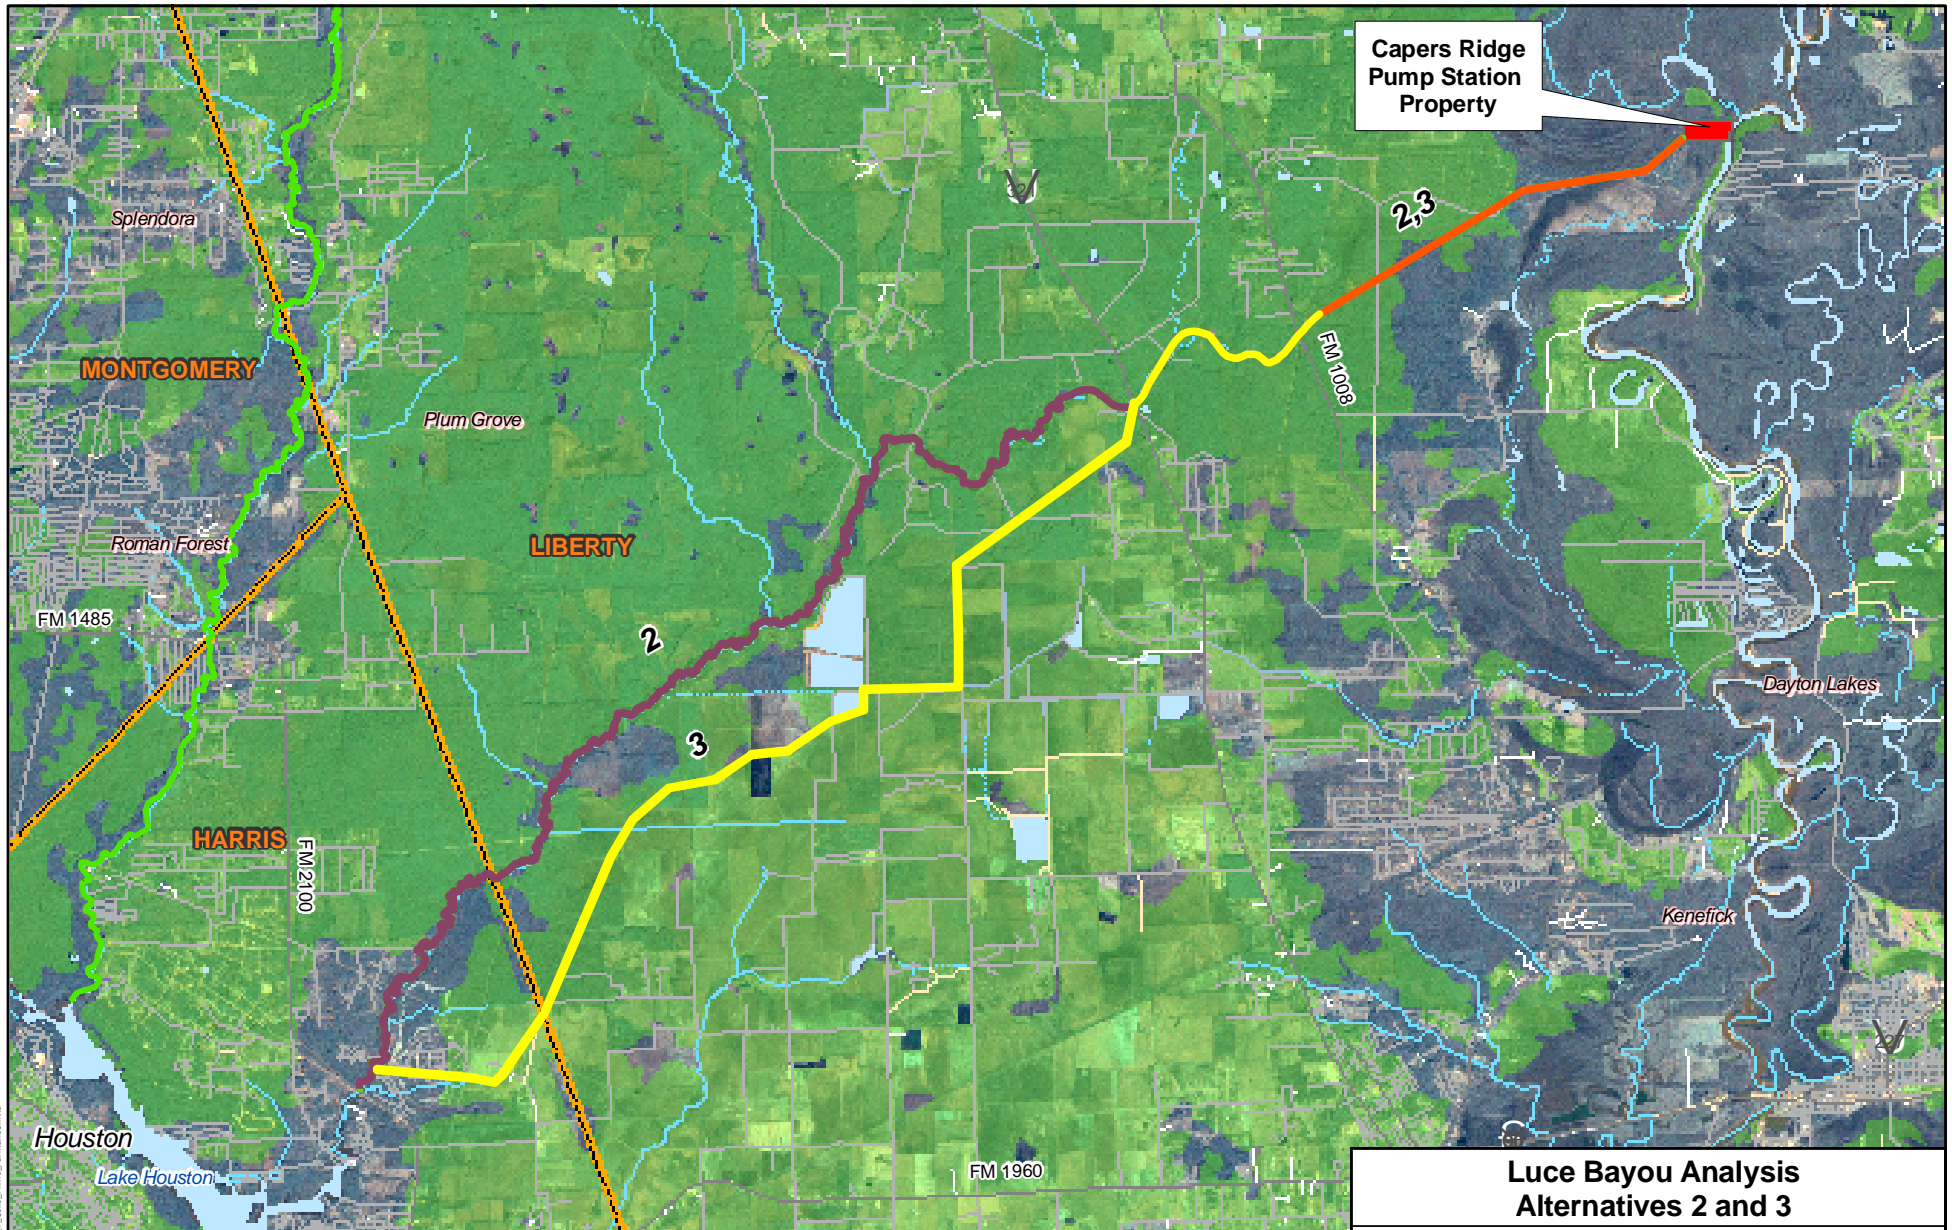 Capers Ridge
Pump Station
Property
2,3
Splendora
MONTGOMERY
FM 1008
Plum Grove
LIBERTY
Roman Forest
FM 1485
2
Dayton Lakes
3
HARRIS
FM 2100
Kenefick
Houston
Lake Houston
FM 1960
Luce Bayou Analysis
Alternatives 2 and 3